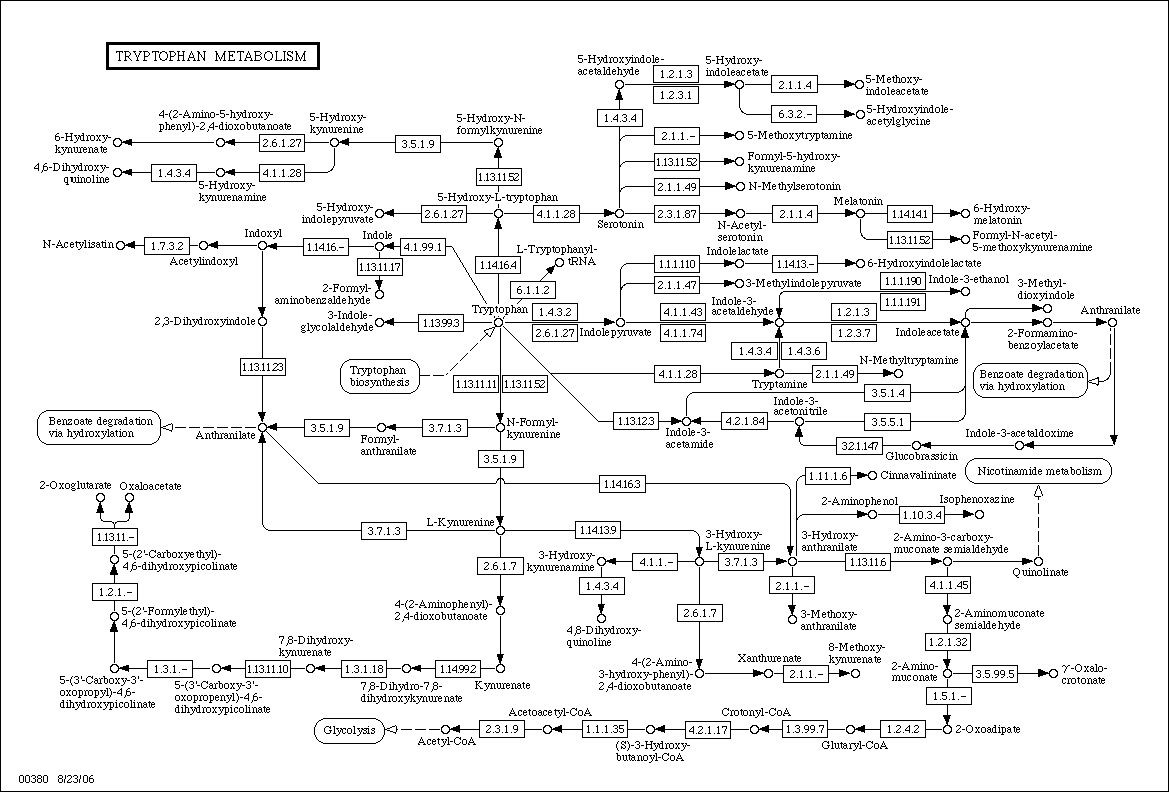 TRYPTOPHAN METABOLISM
5-Hydroxyindole-
acetaldehyde
1.2.1.3
1.2.3.1
5-Hydroxy-
indoleacetate
2.1.1.4
5-Methoxy-
indoleacetate
6.3.2.-
5-Hydroxyindole-
acetylglycine
1.4.3.4
2.1.1.-
5-Methoxytryptamine
1.13.11.52
Formyl-5-hydroxy-
kynurenamine
2.1.1.49
N-Methylserotonin
6-Hydroxy-
kynurenate
4-(2-Amino-5-hydroxy-
phenyl)-2,4-dioxobutanoate
2.6.1.27
5-Hydroxy-
kynurenine
3.5.1.9
5-Hydroxy-N-
formylkynurenine
4,6-Dihydroxy-
quinoline
1.4.3.4
5-Hydroxy-
kynurenamine
4.1.1.28
1.13.11.52
5-Hydroxy-
indolepyruvate
2.6.1.27
5-Hydroxy-L-tryptophan
4.1.1.28
Serotonin
2.3.1.87
N-Acetyl-
serotonin
2.1.1.4
Melatonin
1.14.14.1
6-Hydroxy-
melatonin
1.13.11.52
Formyl-N-acetyl-
5-methoxykynurenamine
N-Acetylisatin
1.7.3.2
Acetylindoxyl
Indoxyl
1.14.16.-
Indole
4.1.99.1
1.13.11.17
2-Formyl-
aminobenzaldehyde
1.14.16.4
L-Tryptophanyl-
tRNA
6.1.1.2
Indolelactate
1.1.1.110
1.14.13.-
6-Hydroxyindolelactate
2.1.1.47
3-Methylindolepyruvate
1.1.1.190
1.1.1.191
Indole-3-ethanol
3-Methyl-
dioxyindole
2,3-Dihydroxyindole
3-Indole-
glycolaldehyde
1.13.99.3
Tryptophan
1.4.3.2
2.6.1.27
Indolepyruvate
4.1.1.43
4.1.1.74
Indole-3-
acetaldehyde
1.2.1.3
1.2.3.7
Indoleacetate
2-Formamino-
benzoylacetate
Anthranilate
1.4.3.4
1.4.3.6
1.13.11.23
Tryptophan
biosynthesis
1.13.11.11
1.13.11.52
4.1.1.28
Tryptamine
2.1.1.49
N-Methyltryptamine
Benzoate degradation
via hydroxylation
3.5.1.4
1.13.12.3
Indole-3-
acetamide
4.2.1.84
Indole-3-
acetonitrile
3.5.5.1
3.2.1.147
Glucobrassicin
Indole-3-acetaldoxime
Benzoate degradation
via hydroxylation
Anthranilate
3.5.1.9
Formyl-
anthranilate
3.7.1.3
N-Formyl-
kynurenine
3.5.1.9
1.14.16.3
1.11.1.6
Cinnavalininate
Nicotinamide metabolism
2-Aminophenol
1.10.3.4
Isophenoxazine
2-Oxoglutarate
Oxaloacetate
1.13.11.-
3.7.1.3
L-Kynurenine
1.14.13.9
3-Hydroxy-
L-kynurenine
3-Hydroxy-
anthranilate
2-Amino-3-carboxy-
muconate semialdehyde
5-(2'-Carboxyethyl)-
4,6-dihydroxypicolinate
2.6.1.7
3-Hydroxy-
kynurenamine
4.1.1.-
3.7.1.3
1.13.11.6
Quinolinate
1.2.1.-
1.4.3.4
2.1.1.-
4.1.1.45
5-(2'-Formylethyl)-
4,6-dihydroxypicolinate
4-(2-Aminophenyl)-
2,4-dioxobutanoate
4,8-Dihydroxy-
quinoline
2.6.1.7
3-Methoxy-
anthranilate
2-Aminomuconate
semialdehyde
1.2.1.32
7,8-Dihydroxy-
kynurenate
1.3.1.-
1.13.11.10
1.3.1.18
1.14.99.2
5-(3'-Carboxy-3'-
oxopropyl)-4,6-
dihydroxypicolinate
5-(3'-Carboxy-3'-
oxopropenyl)-4,6-
dihydroxypicolinate
7,8-Dihydro-7,8-
dihydroxykynurenate
Kynurenate
4-(2-Amino-
3-hydroxy-phenyl)-
2,4-dioxobutanoate
Xanthurenate
2.1.1.-
8-Methoxy-
kynurenate
2-Amino-
muconate
3.5.99.5
γ-Oxalo-
crotonate
1.5.1.-
Glycolysis
Acetyl-CoA
2.3.1.9
Acetoacetyl-CoA
1.1.1.35
(S)-3-Hydroxy-
butanoyl-CoA
4.2.1.17
Crotonyl-CoA
1.3.99.7
Glutaryl-CoA
1.2.4.2
2-Oxoadipate
00380 8/23/06